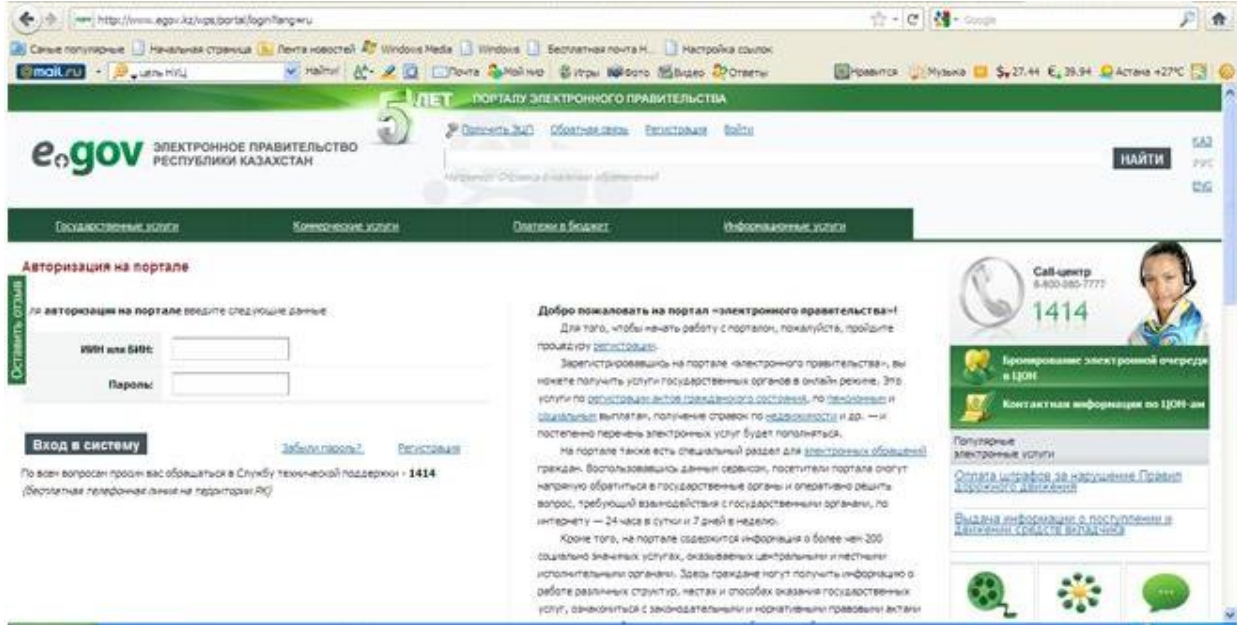 http://www.egov.kz/wps/portal/login?lang=ru
Google
Самые популярные Начальная страница Лента новостей Windows Media Windows Бесплатная почта H... Настройка ссылок
@mail.ru цель НУЦ Найти! Почта Мой мир Игры Фото Видео Ответы Нравится Музыка $ 27.44 € 39.94 Астана +27°C
5 ЛЕТ ПОРТАЛУ ЭЛЕКТРОННОГО ПРАВИТЕЛЬСТВА
Получить ЭЦП Обратная связь Регистрация Войти
e.gov ЭЛЕКТРОННОЕ ПРАВИТЕЛЬСТВО
РЕСПУБЛИКИ КАЗАХСТАН
НАЙТИ
ҚАЗ
РУС
ENG
Например: Справка о наличии
Государственные услуги Коммерческие услуги Платежи в бюджет Информационные услуги
Авторизация на портале
Оставить отзыв
ля авторизация на портале введите следующие данные
ИИН или БИН:
Пароль:
Вход в систему Забыли пароль? Регистрация
По всем вопросам просим вас обращаться в Службу технической поддержки - 1414
(бесплатная телефонная линия на территории РК)
Добро пожаловать на портал «электронного правительства»!
Для того, чтобы начать работу с порталом, пожалуйста, пройдите
процедуру регистрации.
Зарегистрировавшись на портале «электронного правительства», вы
можете получить услуги государственных органов в онлайн режиме. Это
услуги по регистрации актов гражданского состояния, по пенсионным и
социальным выплатам, получение справок по недвижимости и др. — и
постепенно перечень электронных услуг будет пополняться.
На портале также есть специальный раздел для электронных обращений
граждан. Воспользовавшись данным сервисом, посетители портала смогут
напрямую обратиться в государственные органы и оперативно решить
вопрос, требующий взаимодействия с государственными органами, по
интернету — 24 часа в сутки и 7 дней в неделю.
Кроме того, на портале содержится информация о более чем 200
социально значимых услугах, оказываемых центральными и местными
исполнительными органами. Здесь граждане могут получить информацию о
работе различных структур, местах и способах оказания государственных
услуг, ознакомиться с законодательными и нормативными правовыми актами
Call-центр
8-800-080-7777
1414
Бронирование электронной очереди
в ЦОН
Контактная информация по ЦОН-ам
Популярные
электронные услуги
Оплата штрафов за нарушение Правил
дорожного движения
Выдача информации о поступлении и
движении средств вкладчика